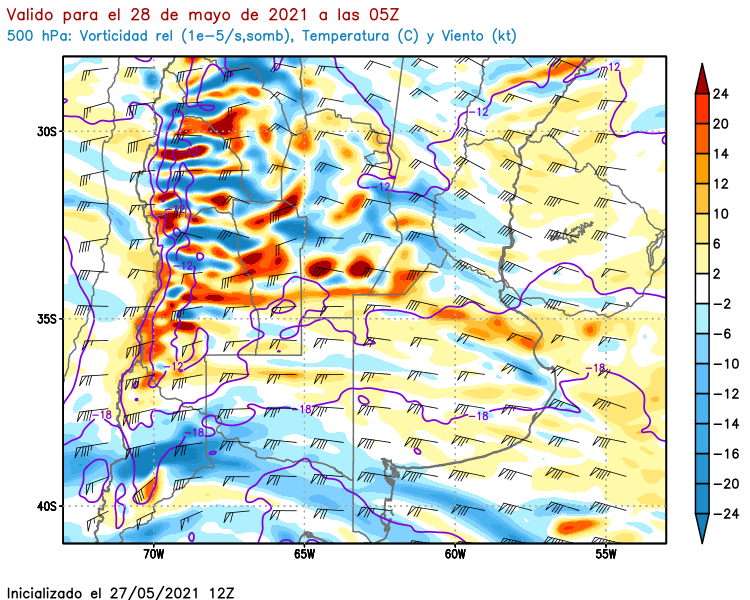 Valido para el 28 de mayo de 2021 a las 05Z
500 hPa: Vorticidad rel (1e-5/s,somb), Temperatura (C) y Viento (kt)
-12
-12
-12
-12
-12
-12
-18
-18
-18
-18
-18
30S
35S
40S
70W
65W
60W
55W
24
20
14
12
10
6
2
-2
-6
-10
-12
-14
-16
-20
-24
Inicializado el 27/05/2021 12Z